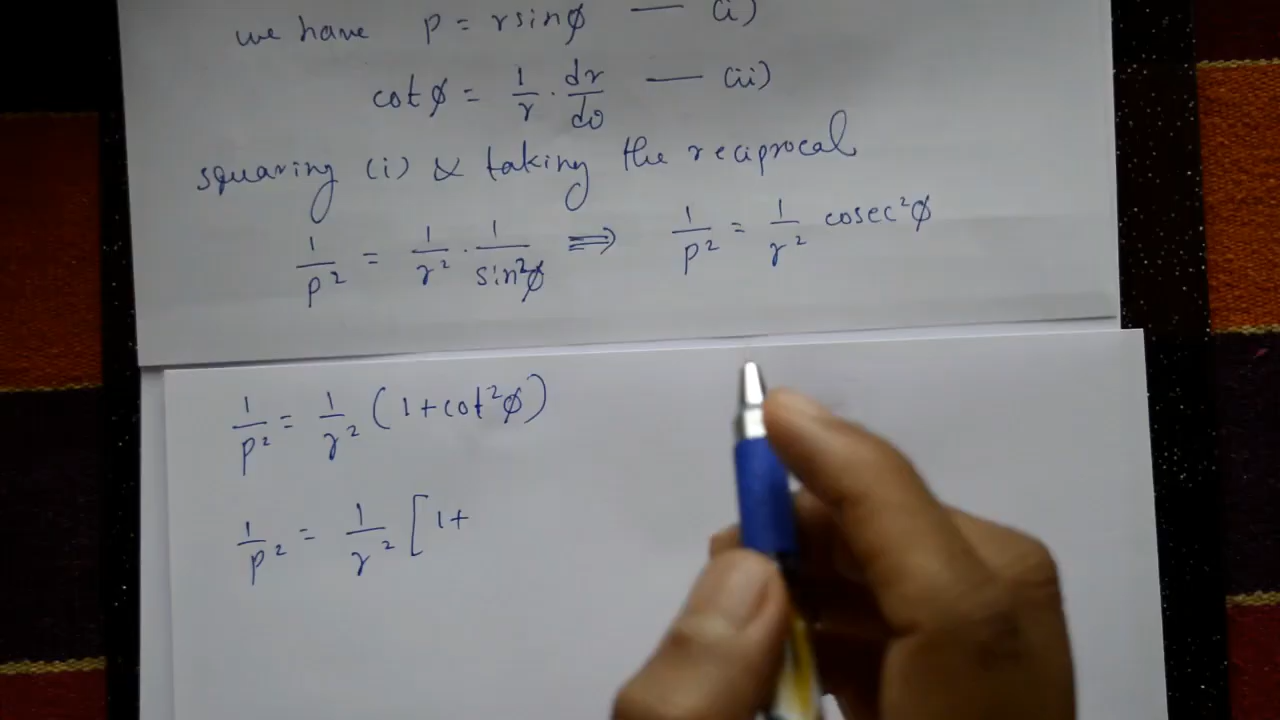 we have p = r sinφ — (i)
cot φ = 1/r · dr/dθ — (ii)
squaring (i) & taking the reciprocal
1/p² = 1/r² · 1/sin²φ ⟹ 1/p² = 1/r² cosec²φ
1/p² = 1/r² (1+cot²φ)
1/p² = 1/r² [1+